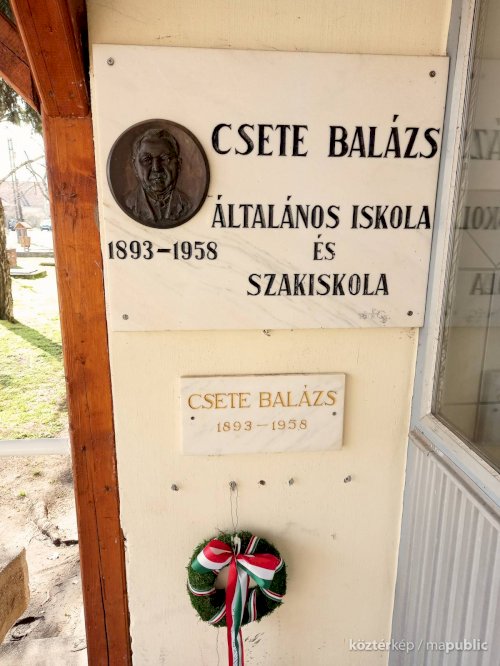 CSETE BALÁZS
ÁLTALÁNOS ISKOLA
1893-1958
ÉS
SZAKISKOLA
CSETE BALÁZS
1893-1958
köztérkép / mapublic